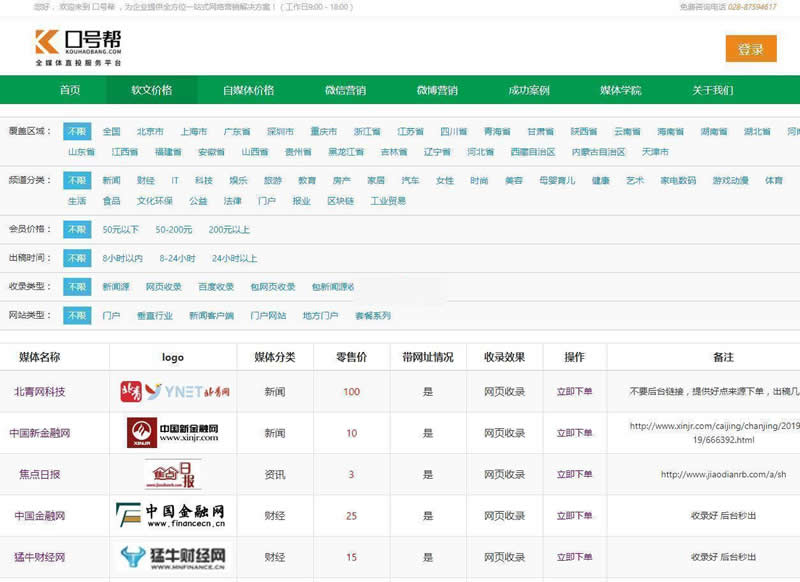 您好，欢迎来到 口号帮 ，为企业提供全方位一站式网络营销解决方案！ ( 工作日9:00 - 18:00 ) 免费咨询电话 028-87594617
口号帮
KOUHAOBANG.COM
全媒体直投服务平台
登录
首页 软文价格 自媒体价格 微信营销 微博营销 成功案例 媒体学院 关于我们
覆盖区域： 不限 全国 北京市 上海市 广东省 深圳市 重庆市 浙江省 江苏省 四川省 青海省 甘肃省 陕西省 云南省 海南省 湖南省 湖北省 河南
山东省 江西省 福建省 安徽省 山西省 贵州省 黑龙江省 吉林省 辽宁省 河北省 西藏自治区 内蒙古自治区 天津市
频道分类： 不限 新闻 财经 IT 科技 娱乐 旅游 教育 房产 家居 汽车 女性 时尚 美容 母婴育儿 健康 艺术 家电数码 游戏动漫 体育
生活 食品 文化环保 公益 法律 门户 报业 区块链 工业贸易
会员价格： 不限 50元以下 50-200元 200元以上
出稿时间： 不限 8小时以内 8-24小时 24小时以上
收录类型： 不限 新闻源 网页收录 百度收录 包网页收录 包新闻源收
网站类型： 不限 门户 垂直行业 新闻客户端 门户网站 地方门户 套餐系列
媒体名称 logo 媒体分类 零售价 带网址情况 收录效果 操作 备注
北青网科技 北青 YNET 北青网 新闻 100 是 网页收录 立即下单 不要后台链接，提供好点来源下单，出稿几
中国新金融网 XINJR 中国新金融网 www.xinjr.com 新闻 10 是 网页收录 立即下单 http://www.xinjr.com/caijing/chanjing/2019
19/666392.html
焦点日报 焦点日报 www.jiaodianrb.com 资讯 3 是 网页收录 立即下单 http://www.jiaodianrb.com/a/sh
中国金融网 中国金融网 www.financecn.cn 财经 25 是 网页收录 立即下单 收录好 后台秒出
猛牛财经网 猛牛财经网 WWW.MNFINANCE.CN 财经 15 是 网页收录 立即下单 收录好 后台秒出